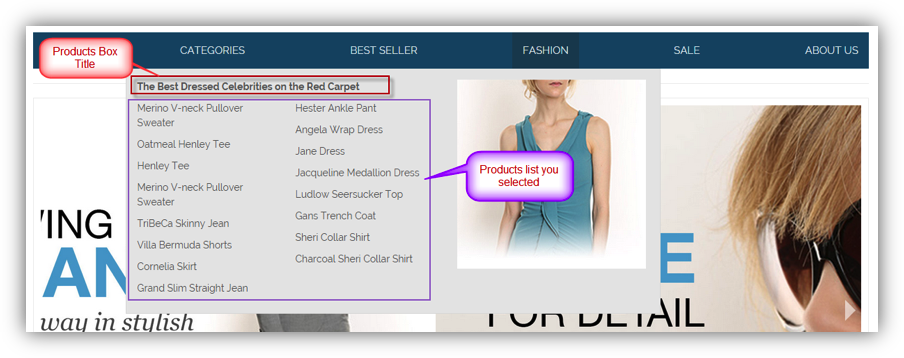 Products Box
Title
CATEGORIES
BEST SELLER
FASHION
SALE
ABOUT US
The Best Dressed Celebrities on the Red Carpet
Merino V-neck Pullover
Sweater
Oatmeal Henley Tee
Henley Tee
Merino V-neck Pullover
Sweater
TriBeCa Skinny Jean
Villa Bermuda Shorts
Cornelia Skirt
Grand Slim Straight Jean
Hester Ankle Pant
Angela Wrap Dress
Jane Dress
Jacqueline Medallion Dress
Ludlow Seersucker Top
Gans Trench Coat
Sheri Collar Shirt
Charcoal Sheri Collar Shirt
Products list you
selected
way in stylish
FOR DETAIL